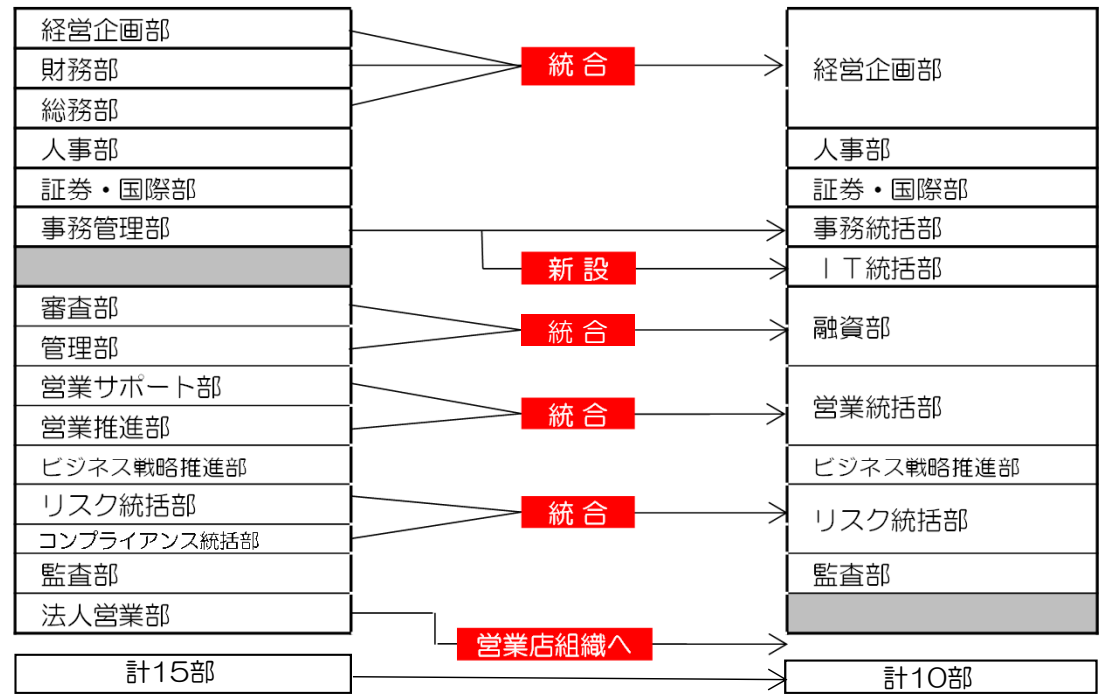 経営企画部
財務部
総務部
人事部
証券・国際部
事務管理部
審査部
管理部
営業サポート部
営業推進部
ビジネス戦略推進部
リスク統括部
コンプライアンス統括部
監査部
法人営業部
計15部
統合
新設
統合
統合
統合
営業店組織へ
経営企画部
人事部
証券・国際部
事務統括部
IT統括部
融資部
営業統括部
ビジネス戦略推進部
リスク統括部
監査部
計10部